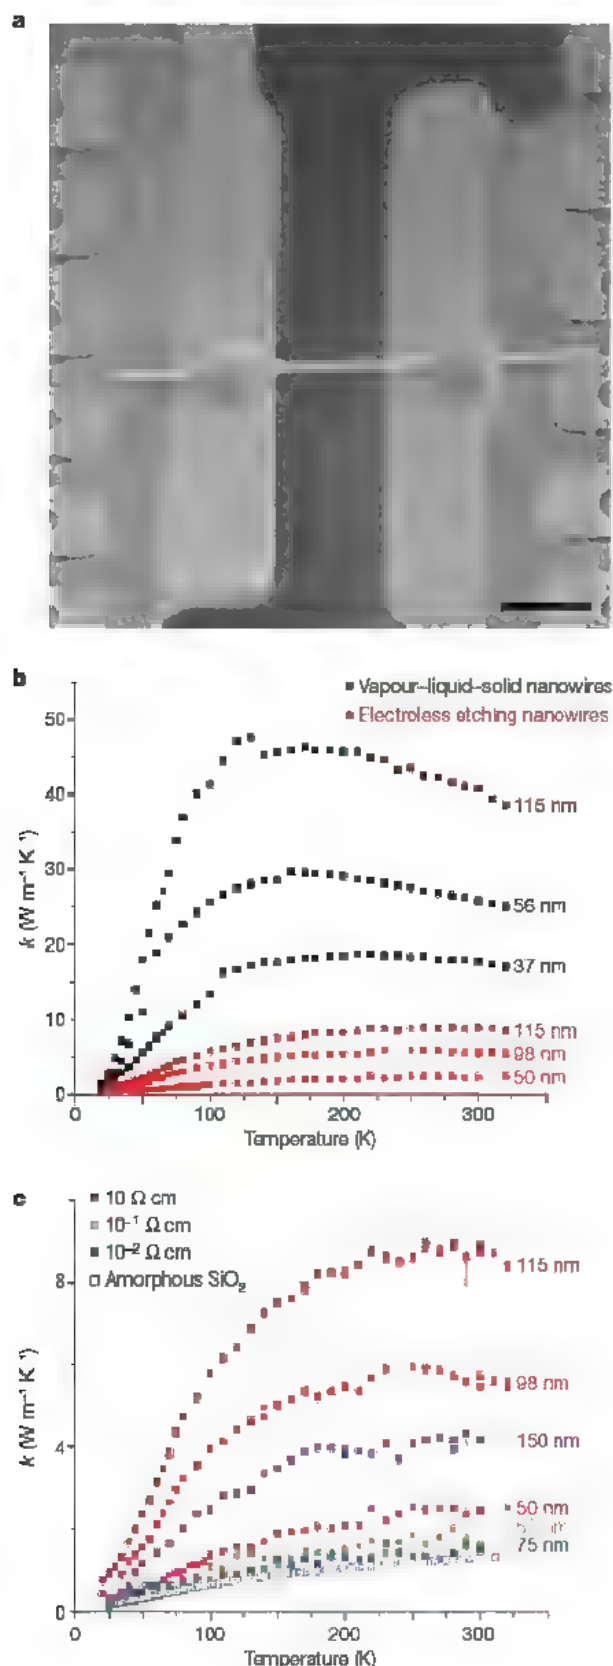 a
b
Vapour–liquid–solid nanowires
Electroless etching nanowires
50
40
30
20
10
0
k (W m⁻¹ K⁻¹)
115 nm
56 nm
37 nm
115 nm
98 nm
50 nm
0 100 200 300
Temperature (K)
c
10 Ω cm
10⁻¹ Ω cm
10⁻² Ω cm
Amorphous SiO₂
8
4
0
k (W m⁻¹ K⁻¹)
115 nm
98 nm
150 nm
50 nm
75 nm
0 100 200 300
Temperature (K)